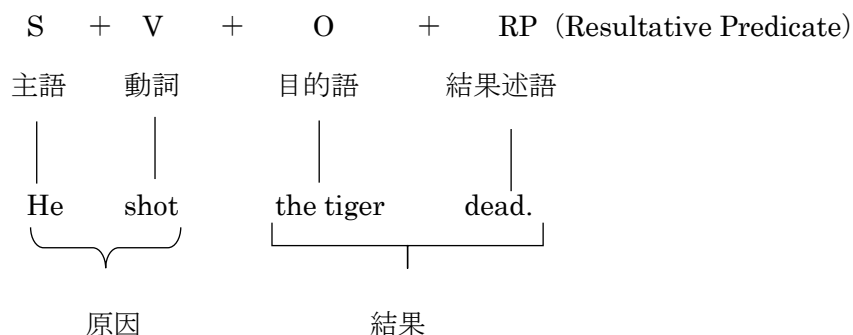 S + V + O + RP (Resultative Predicate)
主語 動詞 目的語 結果述語
He shot the tiger dead.
原因 結果